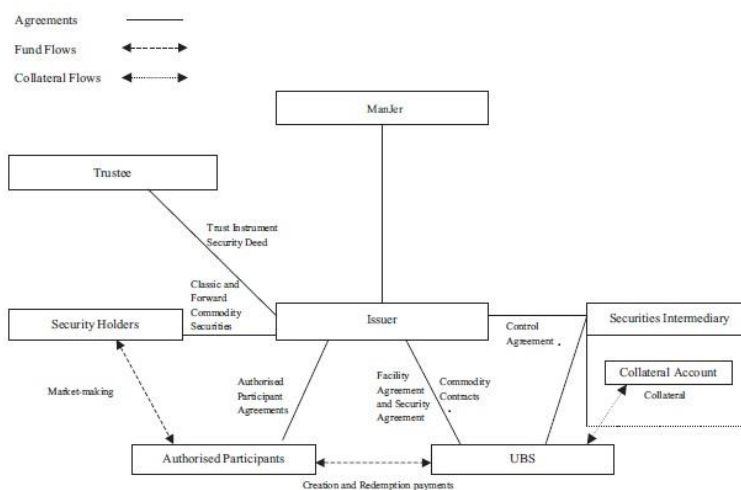 Agreements
Fund Flows
Collateral Flows
ManJer
Trustee
Trust Instrument
Security Deed
Classic and
Forward
Commodity
Securities
Security Holders
Issuer
Securities Intermediary
Control
Agreement
Collateral Account
Collateral
Market-making
Authorised
Participant
Agreements
Facility
Agreement
and Security
Agreement
Commodity
Contracts
Authorised Participants
UBS
Creation and Redemption payments